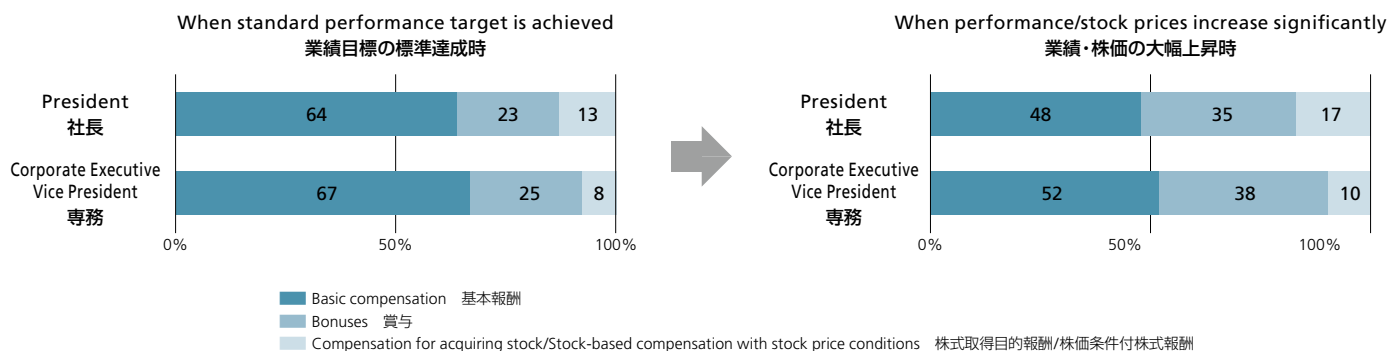 When standard performance target is achieved
業績目標の標準達成時
President
社長
64
23
13
Corporate Executive
Vice President
専務
67
25
8
0%
50%
100%
When performance/stock prices increase significantly
業績・株価の大幅上昇時
President
社長
48
35
17
Corporate Executive
Vice President
専務
52
38
10
0%
50%
100%
Basic compensation 基本報酬
Bonuses 賞与
Compensation for acquiring stock/Stock-based compensation with stock price conditions 株式取得目的報酬/株価条件付株式報酬